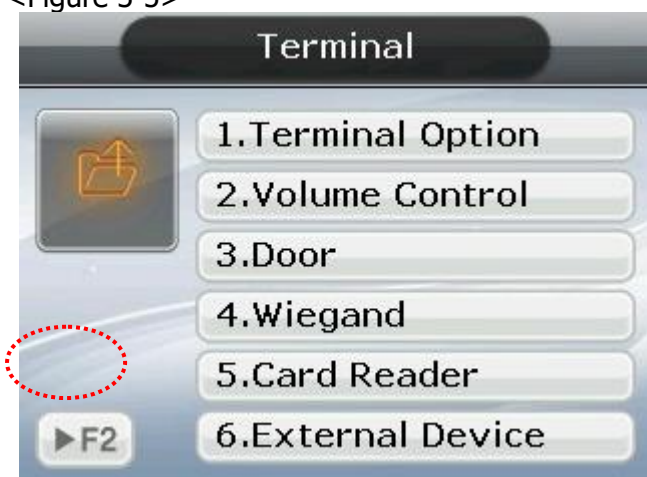 <Figure 3-3>
Terminal
1.Terminal Option
2.Volume Control
3.Door
4.Wiegand
5.Card Reader
6.External Device
▶F2